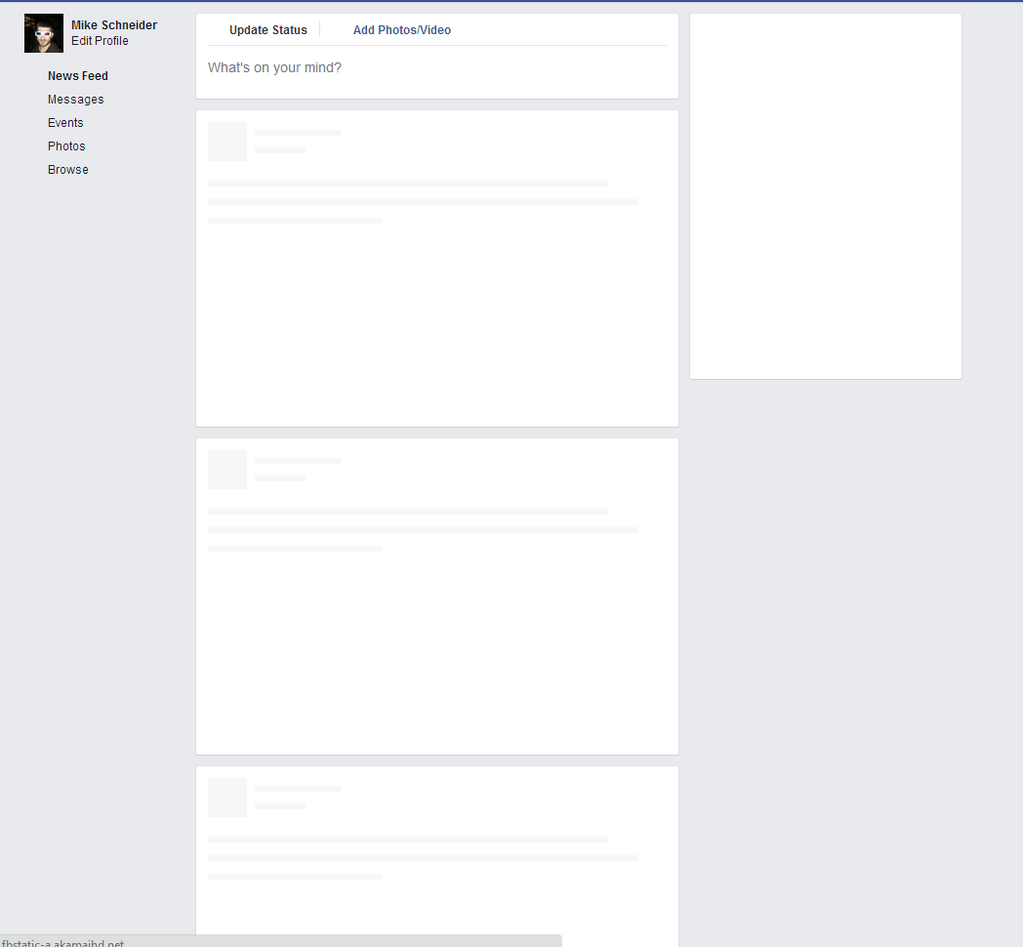 Mike Schneider
Edit Profile
News Feed
Messages
Events
Photos
Browse
Update Status
Add Photos/Video
What's on your mind?
fbstatic-a.akamaihd.net